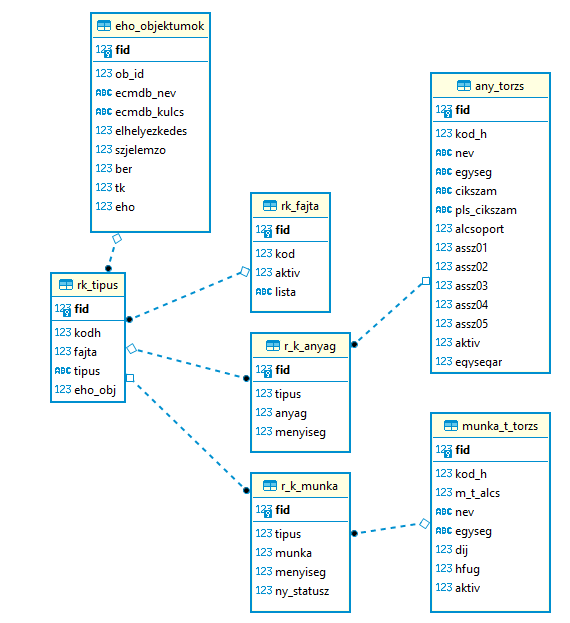 eho_objektumok
123 fid
123 ob_id
ABC ecmdb_nev
ABC ecmdb_kulcs
123 elhelyezkedes
123 szjelemzo
123 ber
123 tk
123 eho
any_torzs
123 fid
123 kod_h
ABC nev
ABC egyseg
ABC cikszam
ABC pls_cikszam
123 alcsoport
123 assz01
123 assz02
123 assz03
123 assz04
123 assz05
123 aktiv
123 egysegar
rk_fajta
123 fid
123 kod
123 aktiv
ABC lista
rk_tipus
123 fid
123 kodh
123 fajta
ABC tipus
123 eho_obj
r_k_anyag
123 fid
123 tipus
123 anyag
123 menyiseg
munka_t_torzs
123 fid
123 kod_h
123 m_t_alcs
ABC nev
ABC egyseg
123 dij
123 hfug
123 aktiv
r_k_munka
123 fid
123 tipus
123 munka
123 menyiseg
123 ny_statusz